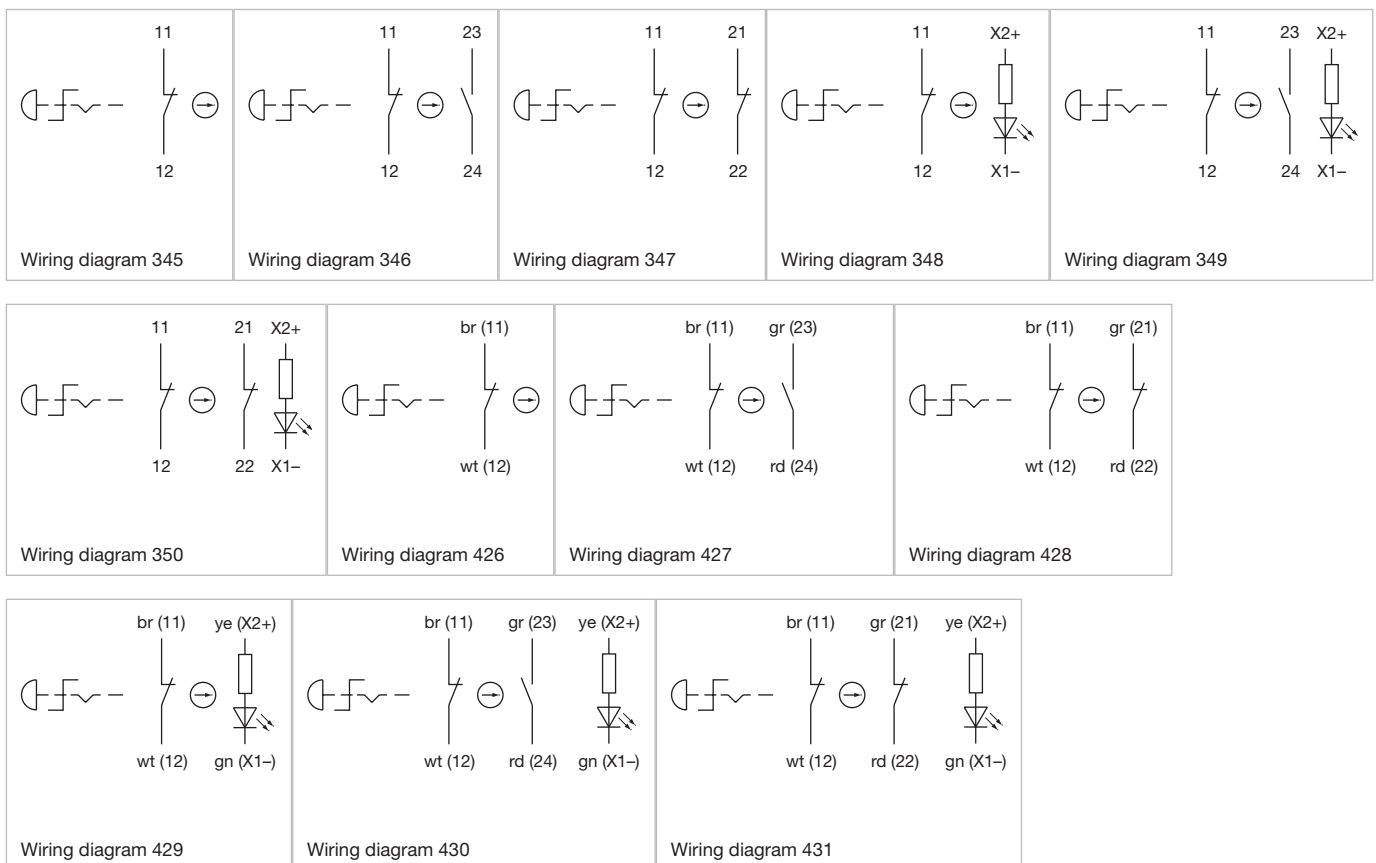 11 11 23 11 21 11 X2+ 11 23 X2+
12 12 24 12 22 12 X1– 12 24 X1–
Wiring diagram 345 Wiring diagram 346 Wiring diagram 347 Wiring diagram 348 Wiring diagram 349
11 21 X2+ br (11) br (11) gr (23) br (11) gr (21)
12 22 X1– wt (12) wt (12) rd (24) wt (12) rd (22)
Wiring diagram 350 Wiring diagram 426 Wiring diagram 427 Wiring diagram 428
br (11) ye (X2+) br (11) gr (23) ye (X2+) br (11) gr (21) ye (X2+)
wt (12) gn (X1–) wt (12) rd (24) gn (X1–) wt (12) rd (22) gn (X1–)
Wiring diagram 429 Wiring diagram 430 Wiring diagram 431